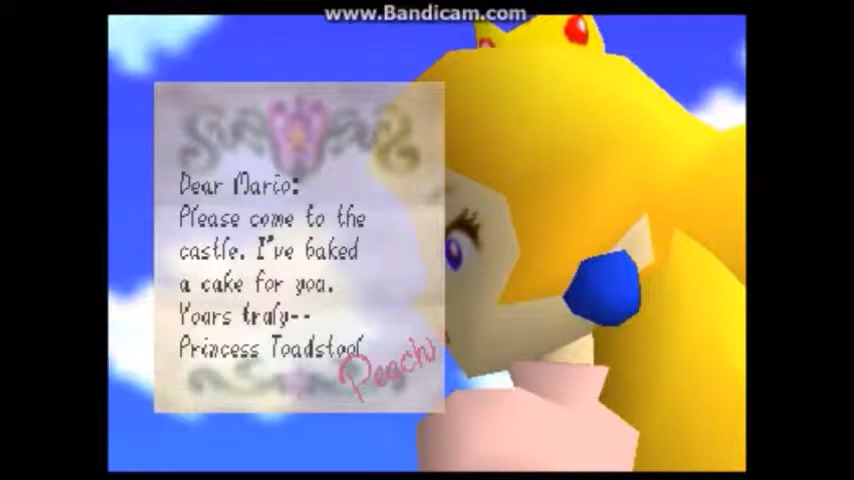 www.Bandicam.com
Dear Mario:
Please come to the
castle. I've baked
a cake for you.
Yours truly--
Princess Toadstool
Peach